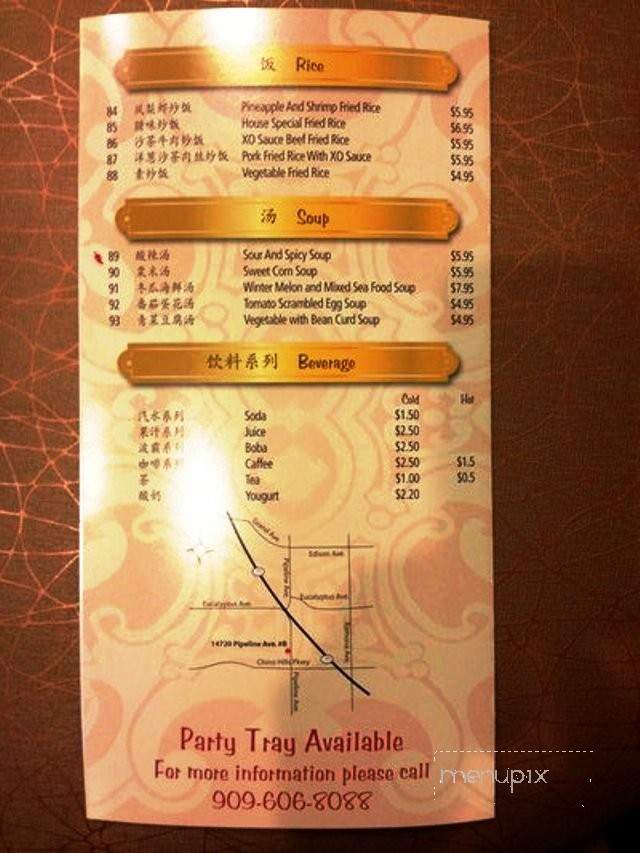 饭 Rice
84 凤梨虾炒饭 Pineapple And Shrimp Fried Rice $5.95
85 腊味炒饭 House Special Fried Rice $6.95
86 沙茶牛肉炒饭 XO Sauce Beef Fried Rice $5.95
87 洋葱沙茶肉丝炒饭 Pork Fried Rice With XO Sauce $5.95
88 素炒饭 Vegetable Fried Rice $4.95
汤 Soup
89 酸辣汤 Sour And Spicy Soup $5.95
90 粟米汤 Sweet Corn Soup $5.95
91 冬瓜海鲜汤 Winter Melon and Mixed Sea Food Soup $7.95
92 番茄蛋花汤 Tomato Scrambled Egg Soup $4.95
93 青菜豆腐汤 Vegetable with Bean Curd Soup $4.95
饮料系列 Beverage
Cold Hot
汽水系列 Soda $1.50
果汁系列 Juice $2.50
波霸系列 Boba $2.50
咖啡系列 Caffee $2.50 $1.5
茶 Tea $1.00 $0.5
酸奶 Yougurt $2.20
Grand Ave.
Edison Ave.
Pipeline Ave.
Eucalyptus Ave.
Eucalyptus Ave.
14720 Pipeline Ave. #B
Chino Hills Pkwy
Pipeline Ave.
Party Tray Available
For more information please call
909-606-8088
menupix